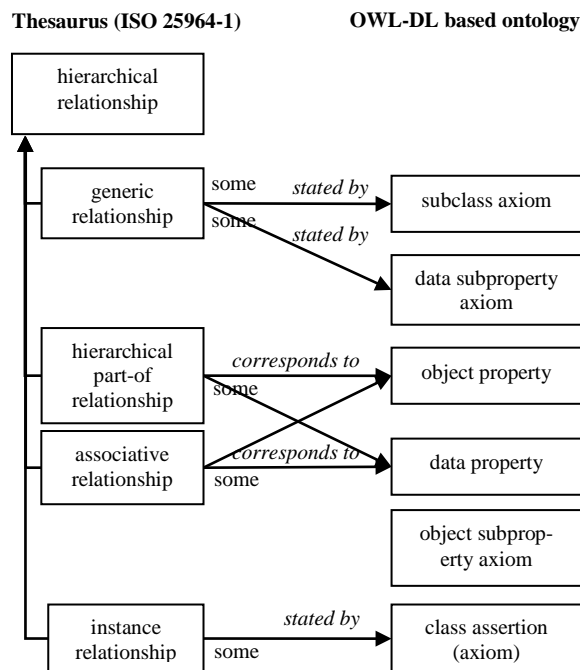 Thesaurus (ISO 25964-1)
OWL-DL based ontology
hierarchical
relationship
generic
relationship
some
stated by
some
stated by
subclass axiom
data subproperty
axiom
hierarchical
part-of
relationship
corresponds to
some
object property
associative
relationship
corresponds to
some
data property
object subprop-
erty axiom
instance
relationship
stated by
some
class assertion
(axiom)